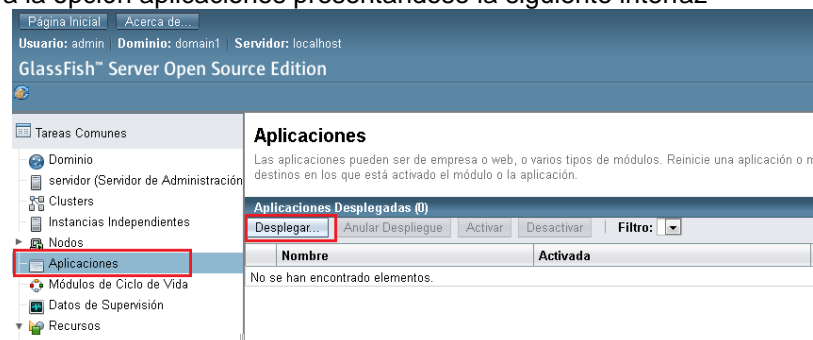 a la opción aplicaciones presentándose la siguiente interfaz
Página Inicial Acerca de...
Usuario: admin Dominio: domain1 Servidor: localhost
GlassFish™ Server Open Source Edition
Tareas Comunes
Dominio
servidor (Servidor de Administración
Clusters
Instancias Independientes
Nodos
Aplicaciones
Módulos de Ciclo de Vida
Datos de Supervisión
Recursos
Aplicaciones
Las aplicaciones pueden ser de empresa o web, o varios tipos de módulos. Reinicie una aplicación o m
destinos en los que está activado el módulo o la aplicación.
Aplicaciones Desplegadas (0)
Desplegar... Anular Despliegue Activar Desactivar Filtro:
Nombre Activada
No se han encontrado elementos.